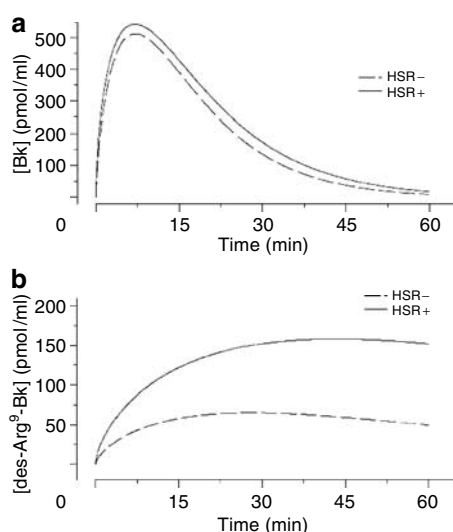 a
500
400
300
200
100
0
[Bk] (pmol/ml)
HSR−
HSR+
15 30 45 60
Time (min)
b
200
150
100
50
0
[des-Arg⁹-Bk] (pmol/ml)
HSR−
HSR+
15 30 45 60
Time (min)